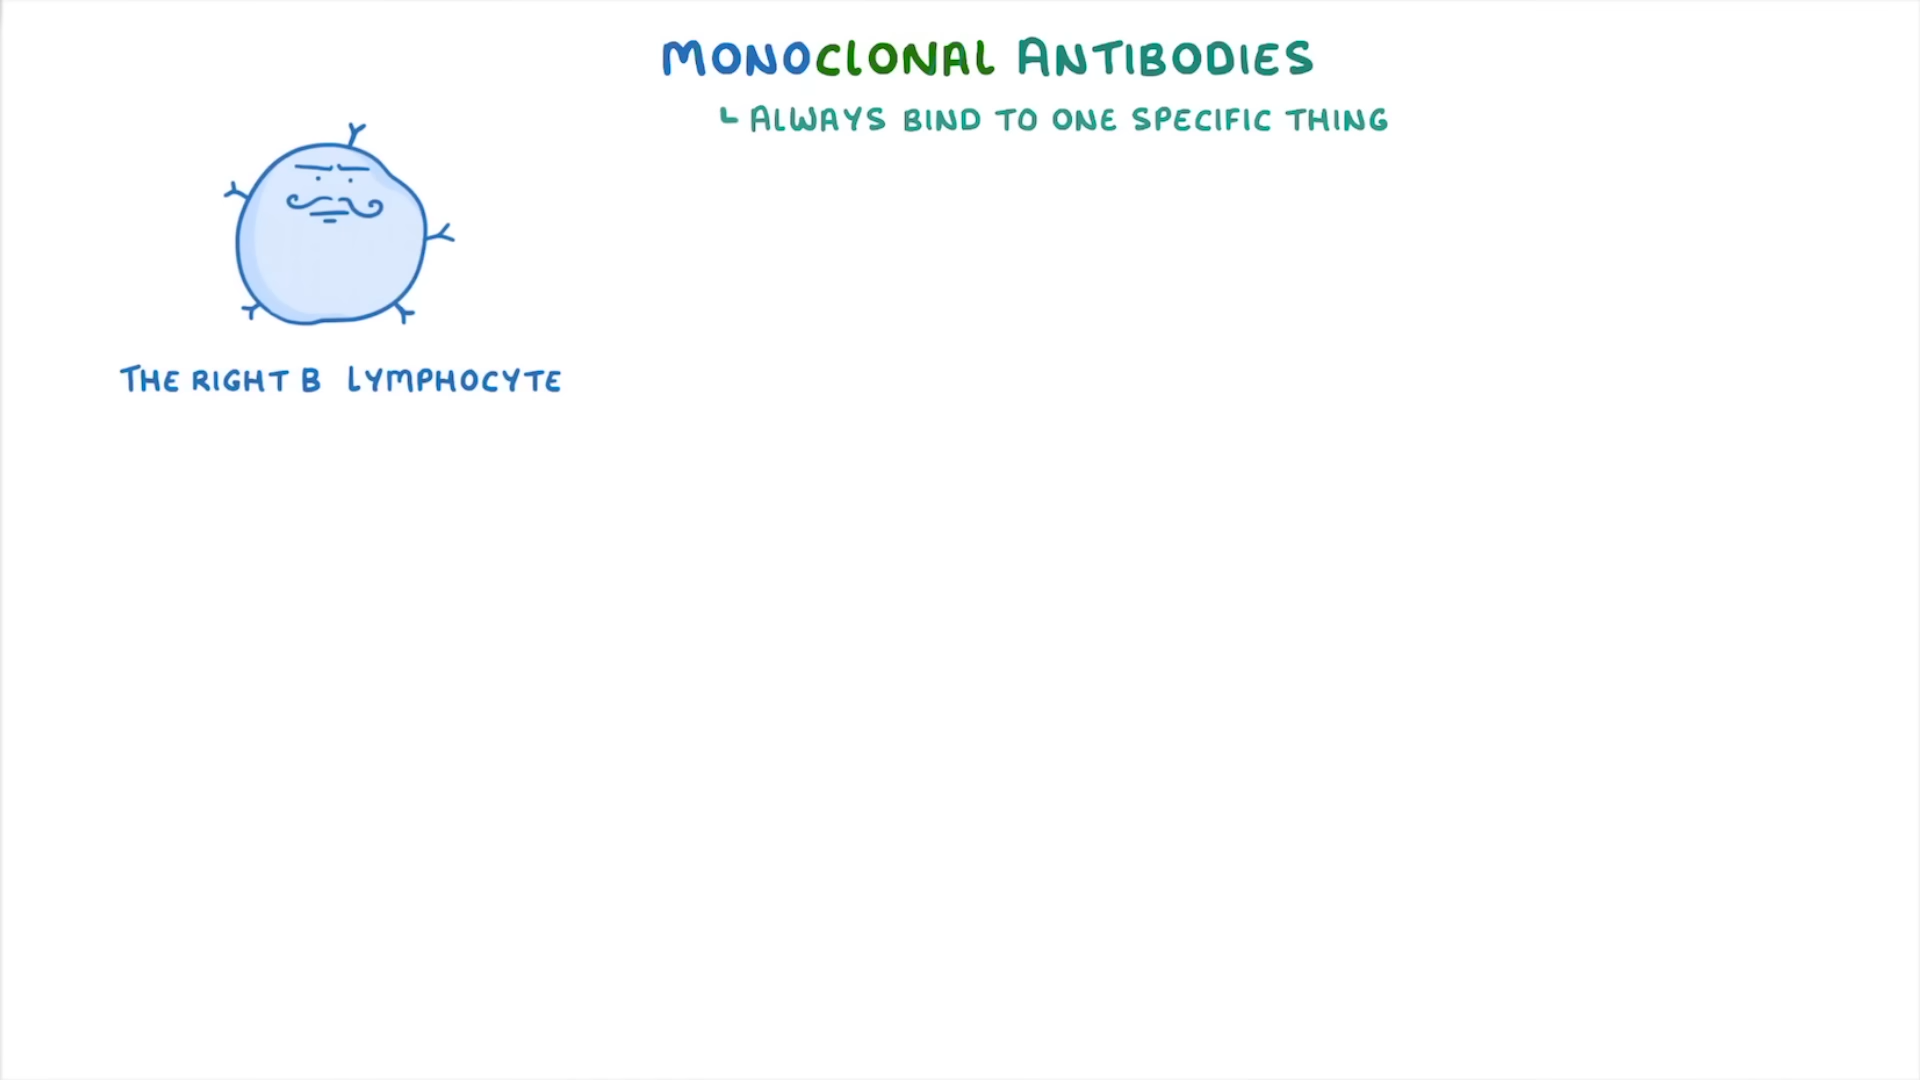 MONOCLONAL ANTIBODIES
ALWAYS BIND TO ONE SPECIFIC THING
THE RIGHT B LYMPHOCYTE